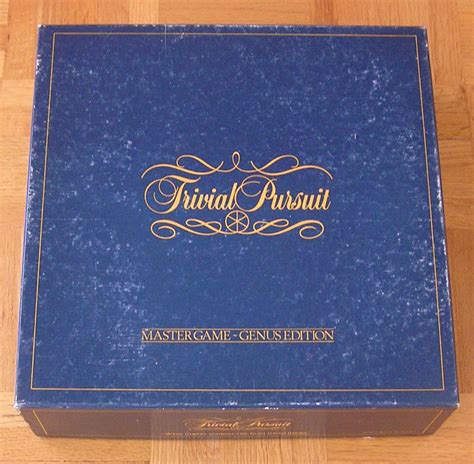 Trivial Pursuit
MASTER GAME - GENUS EDITION
Trivial Pursuit